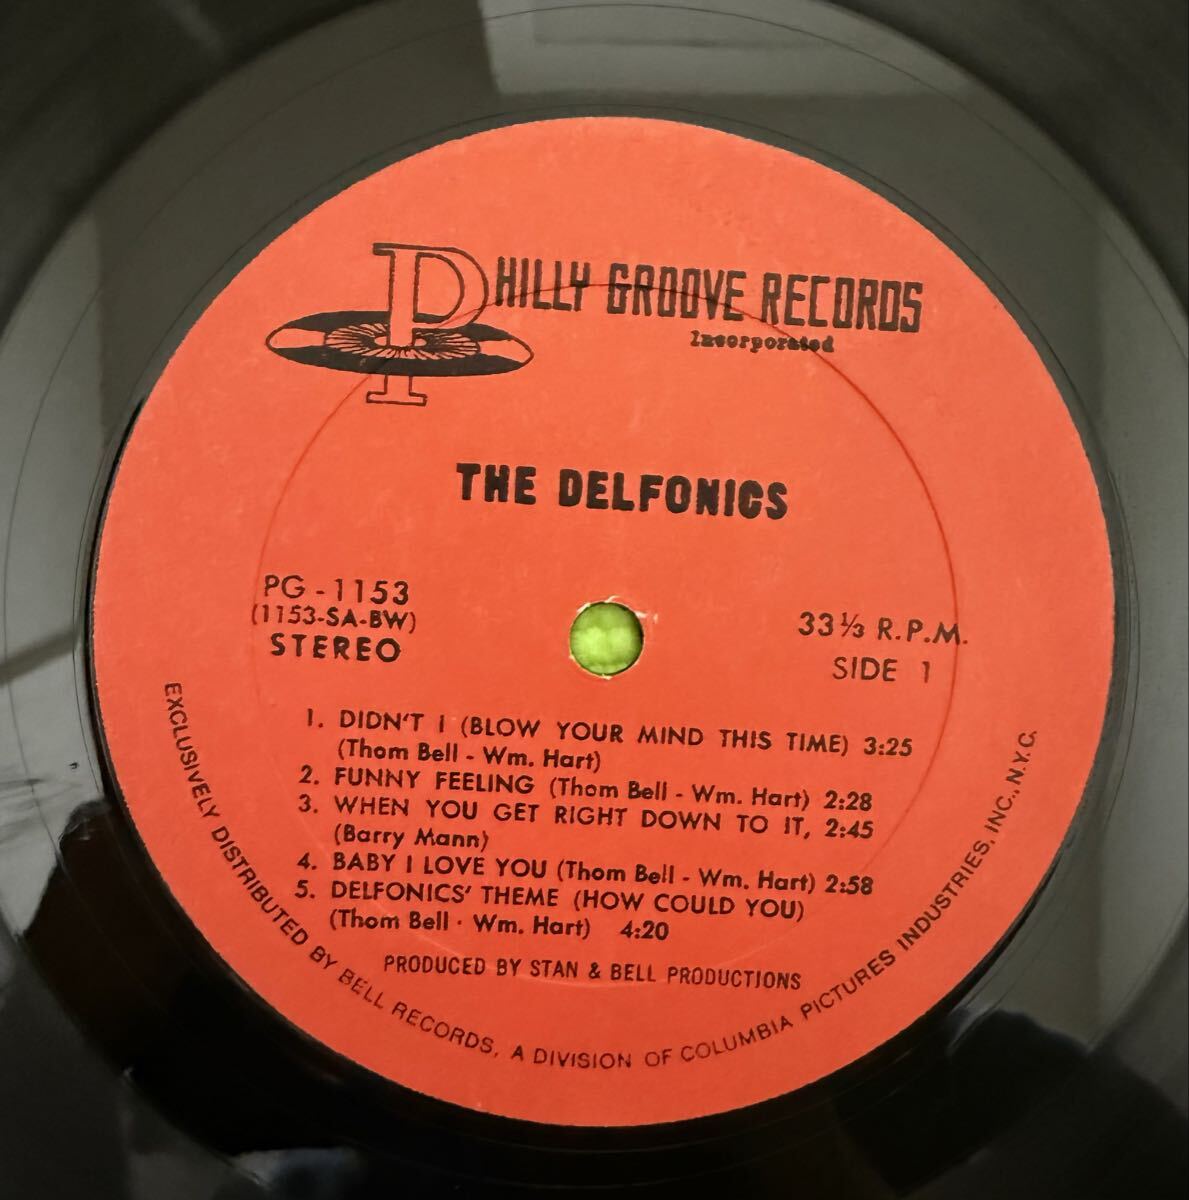 PHILLY GROOVE RECORDS
Incorporated
THE DELFONICS
PG - 1153
(1153-SA-BW)
STEREO
33 ⅓ R.P.M.
SIDE 1
1. DIDN'T I (BLOW YOUR MIND THIS TIME) 3:25
(Thom Bell - Wm. Hart)
2. FUNNY FEELING (Thom Bell - Wm. Hart) 2:28
3. WHEN YOU GET RIGHT DOWN TO IT, 2:45
(Barry Mann)
4. BABY I LOVE YOU (Thom Bell - Wm. Hart) 2:58
5. DELFONICS' THEME (HOW COULD YOU)
(Thom Bell · Wm. Hart) 4:20
PRODUCED BY STAN & BELL PRODUCTIONS
EXCLUSIVELY DISTRIBUTED BY BELL RECORDS, A DIVISION OF COLUMBIA PICTURES INDUSTRIES, INC., N.Y.C.